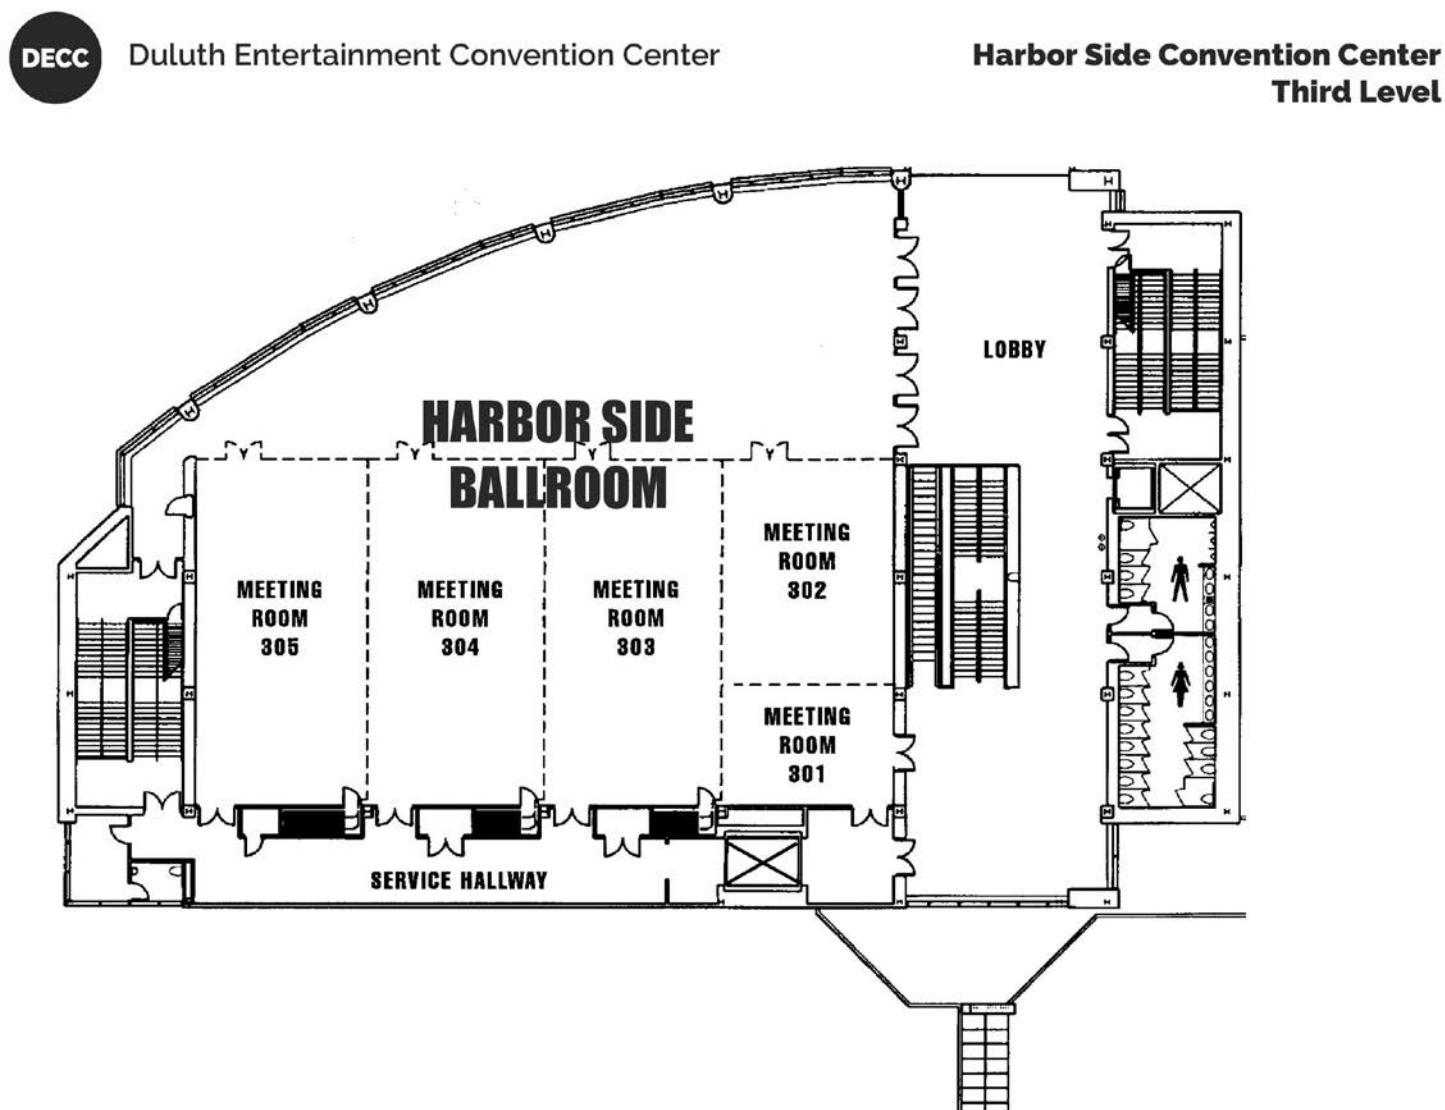 DECC
Duluth Entertainment Convention Center
Harbor Side Convention Center
Third Level
LOBBY
HARBOR SIDE
BALLROOM
MEETING
ROOM
302
MEETING
ROOM
305
MEETING
ROOM
304
MEETING
ROOM
303
MEETING
ROOM
301
SERVICE HALLWAY